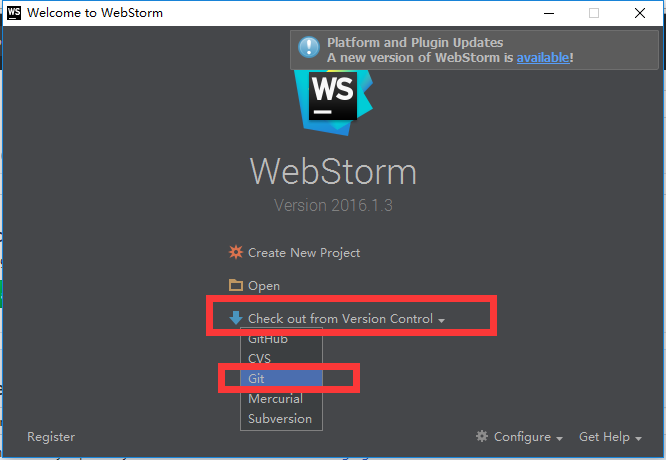 WS
Welcome to WebStorm
Platform and Plugin Updates
A new version of WebStorm is available!
WS
WebStorm
Version 2016.1.3
Create New Project
Open
Check out from Version Control
GitHub
CVS
Git
Mercurial
Subversion
Register
Configure
Get Help